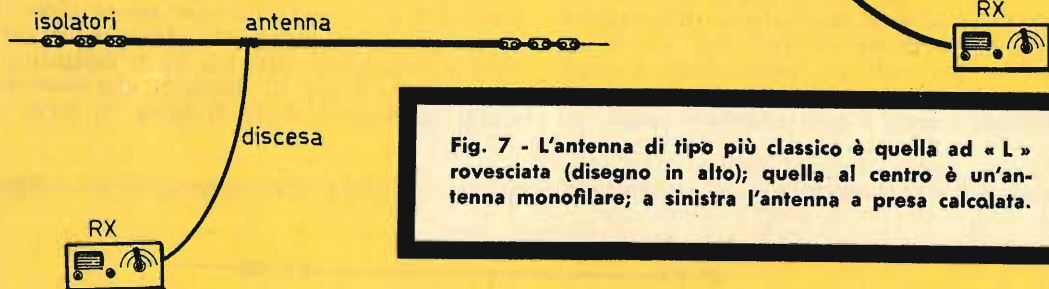 isolatori
antenna
RX
discesa
Fig. 7 - L'antenna di tipo più classico è quella ad « L »
rovesciata (disegno in alto); quella al centro è un'an-
tenna monofilare; a sinistra l'antenna a presa calcolata.
RX